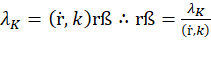 λ_K = (ṙ, k)rß ∴ rß = λ_K / (ṙ,k)